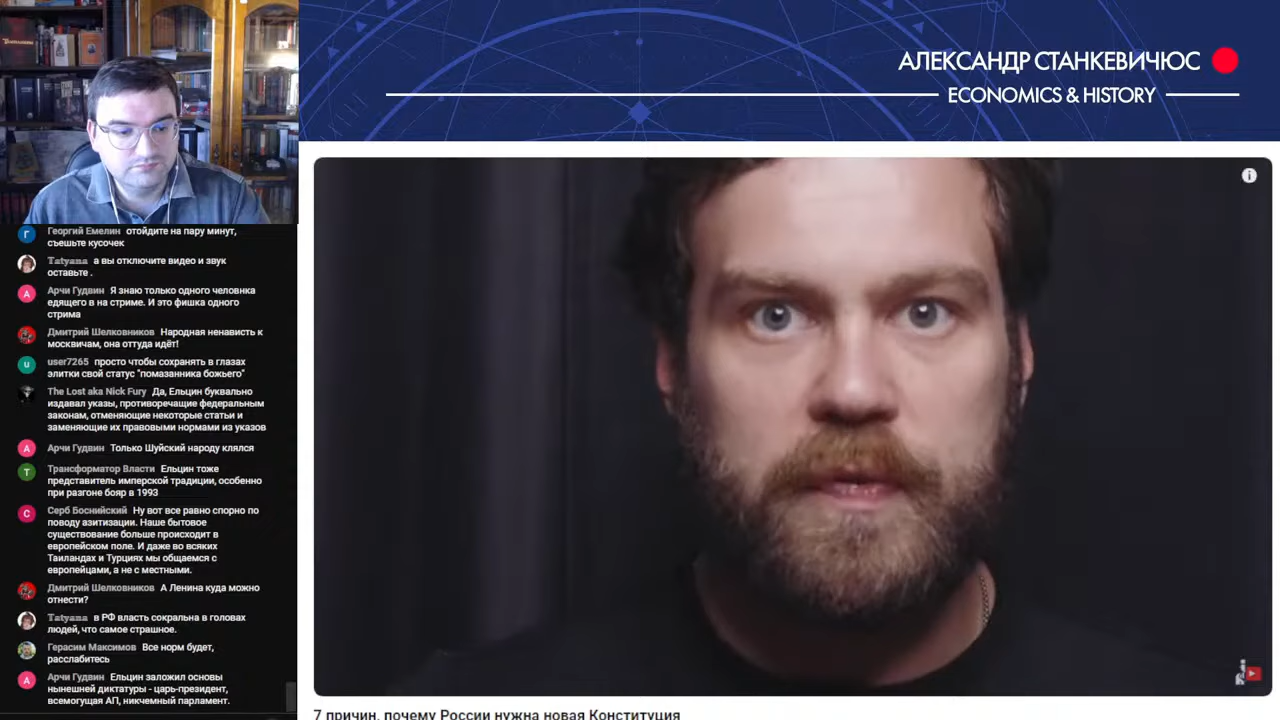 АЛЕКСАНДР СТАНКЕВИЧЮС
ECONOMICS & HISTORY
Г Георгий Емелин отойдите на пару минут,
съешьте кусочек
Tatyana а вы отключите видео и звук
оставьте .
А Арчи Гудвин Я знаю только одного человнка
едящего в на стриме. И это фишка одного
стрима
Дмитрий Шелковников Народная ненависть к
москвичам, она оттуда идёт!
u user7265 просто чтобы сохранять в глазах
элитки свой статус "помазанника божьего"
The Lost aka Nick Fury Да, Ельцин буквально
издавал указы, противоречащие федеральным
законам, отменяющие некоторые статьи и
заменяющие их правовыми нормами из указов
А Арчи Гудвин Только Шуйский народу клялся
Т Трансформатор Власти Ельцин тоже
представитель имперской традиции, особенно
при разгоне бояр в 1993
С Серб Боснийский Ну вот все равно спорно по
поводу азитизации. Наше бытовое
существование больше происходит в
европейском поле. И даже во всяких
Таиландах и Турциях мы общаемся с
европейцами, а не с местными.
Дмитрий Шелковников А Ленина куда можно
отнести?
Tatyana в РФ власть сокральна в головах
людей, что самое страшное.
Герасим Максимов Все норм будет,
расслабитесь
А Арчи Гудвин Ельцин заложил основы
нынешней диктатуры - царь-президент,
всемогущая АП, никчемный парламент.
i
7 причин, почему России нужна новая Конституция